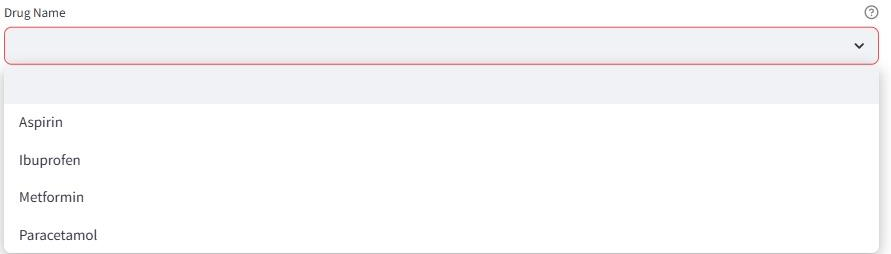 Drug Name
Aspirin
Ibuprofen
Metformin
Paracetamol